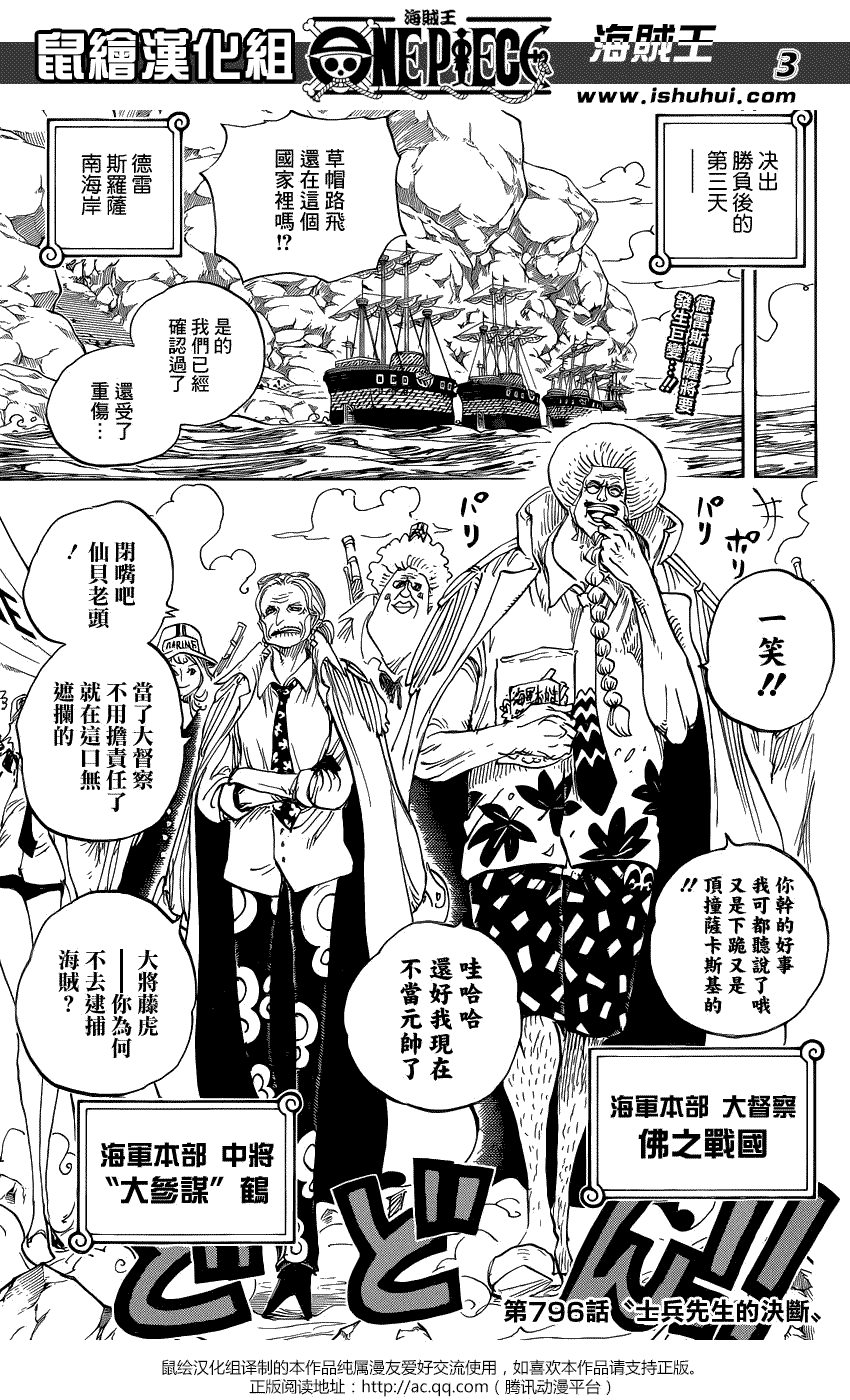 鼠繪漢化組
海賊王
ONE PIECE
海賊王
3
www.ishuhui.com
决出
勝負後的
第三天
——
德雷斯羅薩將要
發生巨變…!!
草帽路飛
還在這個
國家裡嗎!?
德雷
斯羅薩
南海岸
是的
我們已經
確認過了
還受了
重傷…
パリ
パリ
ポリ
一笑!!
閉嘴吧
仙貝老頭
！
當了大督察
不用擔責任了
就在這口無
遮攔的
MARINE
你幹的好事
我可都聽說了哦
又是下跪又是
頂撞薩卡斯基的
!!
哇哈哈
還好我現在
不當元帥了
大將藤虎
——你為何
不去逮捕
海賊？
海軍本部 大督察
佛之戰國
海軍本部 中將
“大參謀”鶴
どどん!!
第796話〝士兵先生的決斷〟
鼠绘汉化组译制的本作品纯属漫友爱好交流使用，如喜欢本作品请支持正版。
正版阅读地址：http://ac.qq.com（腾讯动漫平台）